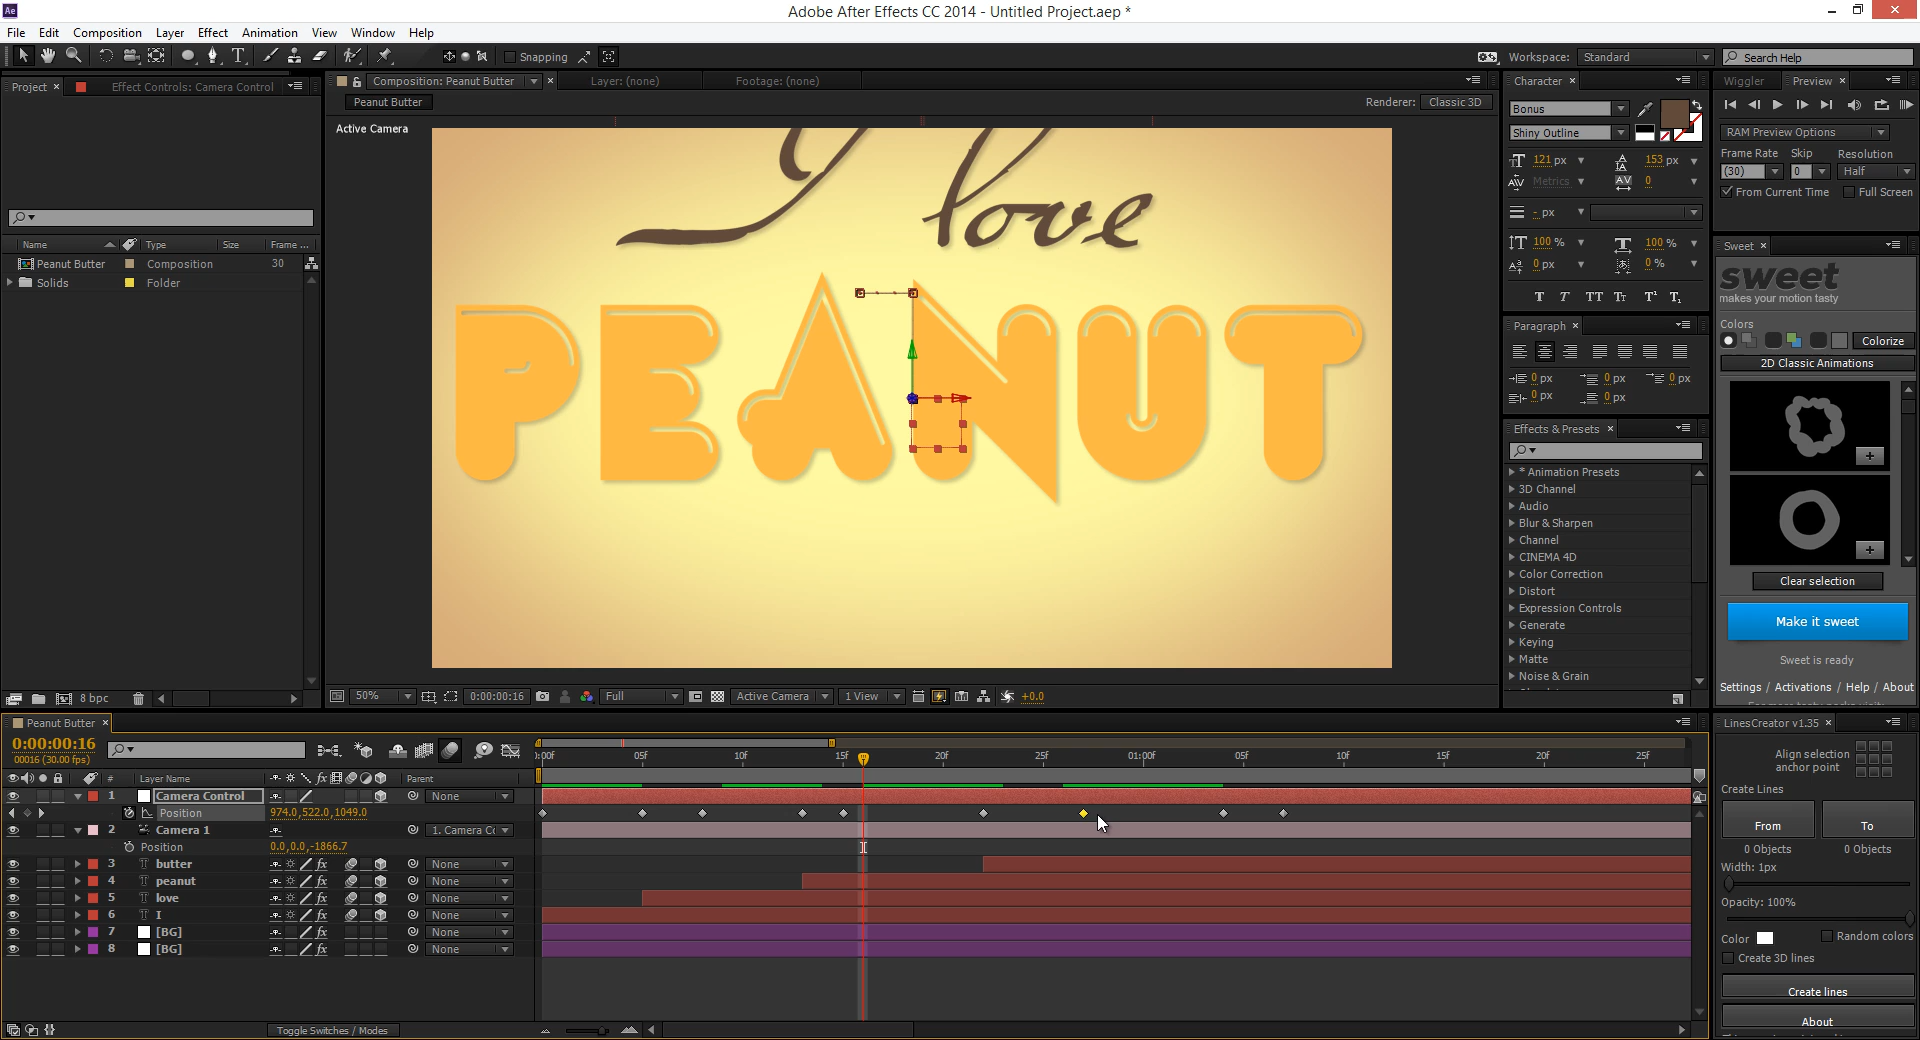 Adobe After Effects CC 2014 - Untitled Project.aep *
File Edit Composition Layer Effect Animation View Window Help
Snapping
Workspace: Standard Search Help
Project × Effect Controls: Camera Control
Composition: Peanut Butter × Layer: (none) Footage: (none)
Peanut Butter
Renderer: Classic 3D
Active Camera
I love
PEANUT
Name Type Size Frame ...
Peanut Butter Composition 30
Solids Folder
8 bpc
50% 0:00:00:16 Full Active Camera 1 View +0.0
Character ×
Bonus
Shiny Outline
121 px 153 px
Metrics 0
- px
100 % 100 %
0 px 0 %
Paragraph ×
0 px 0 px 0 px
0 px 0 px
Effects & Presets ×
* Animation Presets
3D Channel
Audio
Blur & Sharpen
Channel
CINEMA 4D
Color Correction
Distort
Expression Controls
Generate
Keying
Matte
Noise & Grain
Wiggler Preview ×
RAM Preview Options
Frame Rate Skip Resolution
(30) 0 Half
From Current Time Full Screen
Sweet ×
sweet
makes your motion tasty
Colors
Colorize
2D Classic Animations
Clear selection
Make it sweet
Sweet is ready
Settings / Activations / Help / About
Peanut Butter ×
0:00:00:16
00016 (30.00 fps)
0:00f 05f 10f 15f 20f 25f 01:00f 05f 10f 15f 20f 25f
# Layer Name Parent
1 Camera Control None
Position 974.0,522.0,1049.0
2 Camera 1 1. Camera Cc
Position 0.0,0.0,-1866.7
3 butter None
4 peanut None
5 love None
6 I None
7 [BG] None
8 [BG] None
Toggle Switches / Modes
LinesCreator v1.35 ×
Align selection
anchor point
Create Lines
From To
0 Objects 0 Objects
Width: 1px
Opacity: 100%
Color Random colors
Create 3D lines
Create lines
About